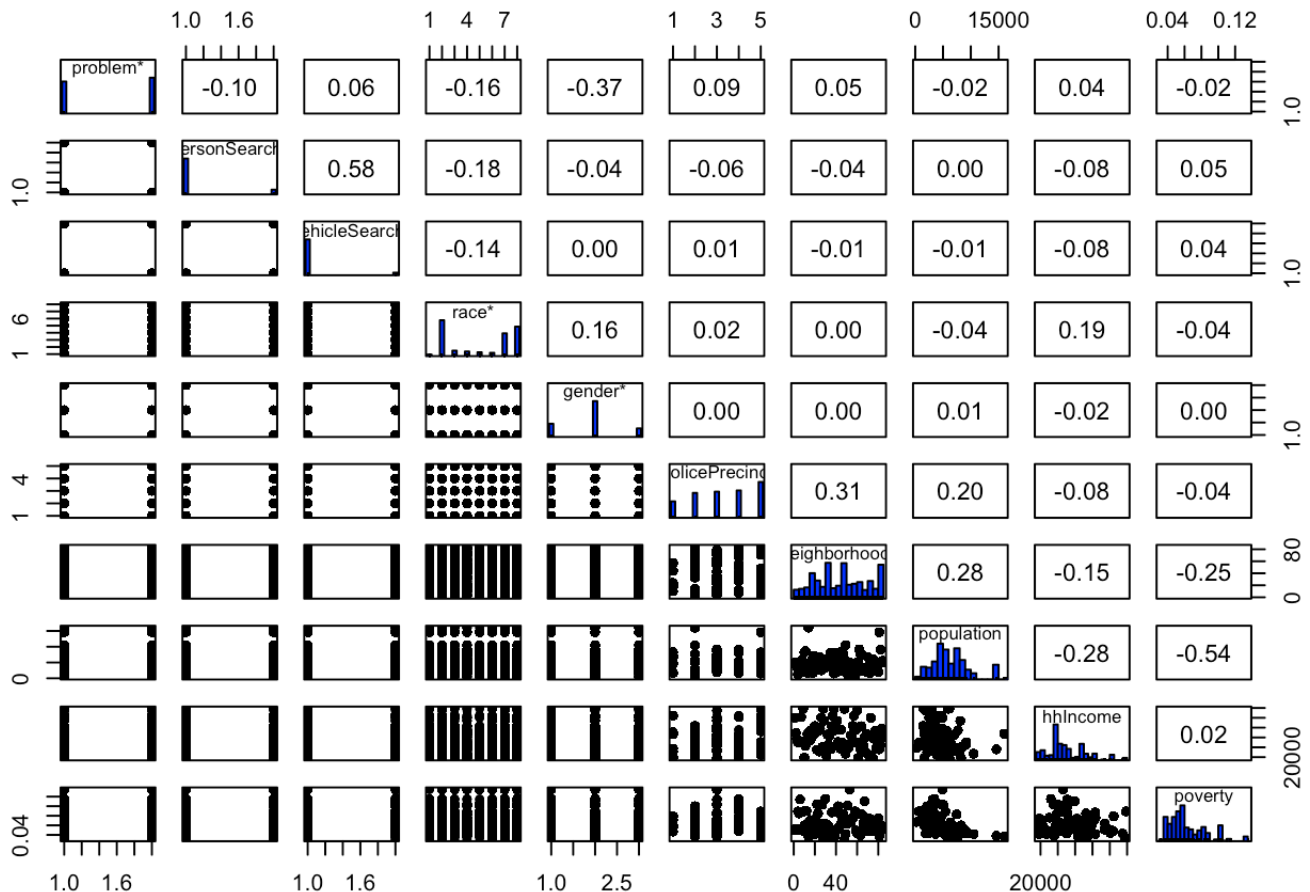 1.0 1.6 1 4 7 1 3 5 0 15000 0.04 0.12
problem* -0.10 0.06 -0.16 -0.37 0.09 0.05 -0.02 0.04 -0.02 1.0
1.0 ersonSearch 0.58 -0.18 -0.04 -0.06 -0.04 0.00 -0.08 0.05
ehicleSearch -0.14 0.00 0.01 -0.01 -0.01 -0.08 0.04 1.0
1 6 race* 0.16 0.02 0.00 -0.04 0.19 -0.04
gender* 0.00 0.00 0.01 -0.02 0.00 1.0
1 4 olicePrecinc 0.31 0.20 -0.08 -0.04
eighborhood 0.28 -0.15 -0.25 0 80
0 population -0.28 -0.54
hhIncome 0.02 20000
0.04 poverty
1.0 1.6 1.0 1.6 1.0 2.5 0 40 20000